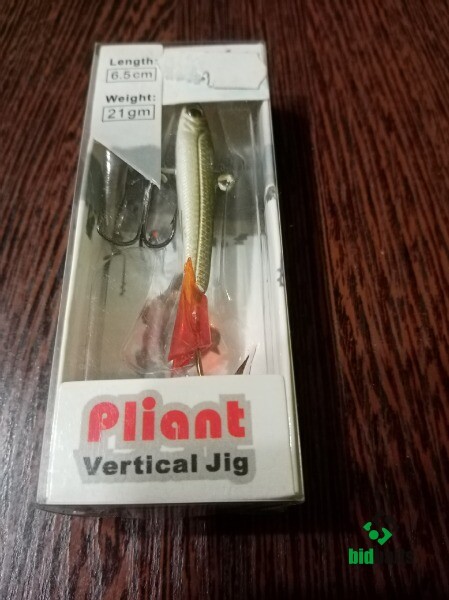 Length:
6.5cm
Weight:
21gm
Pliant
Vertical Jig
bid